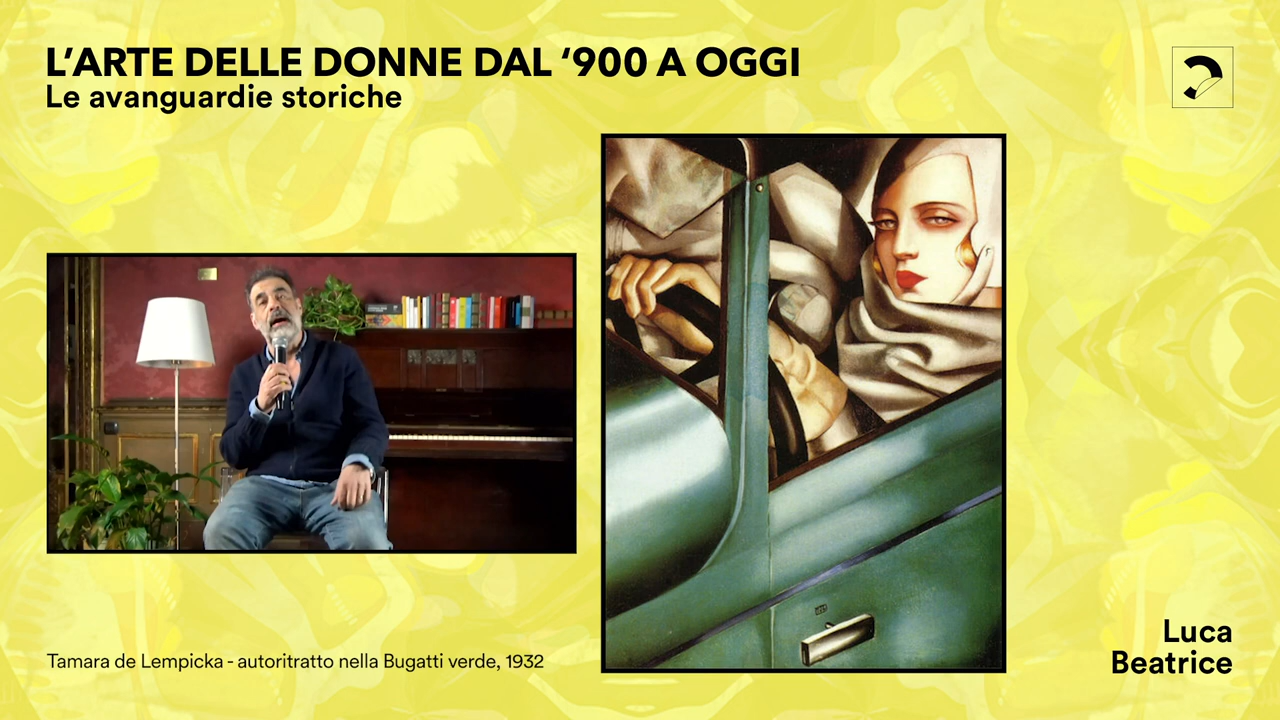 L'ARTE DELLE DONNE DAL ‘900 A OGGI
Le avanguardie storiche
Tamara de Lempicka - autoritratto nella Bugatti verde, 1932
Luca
Beatrice